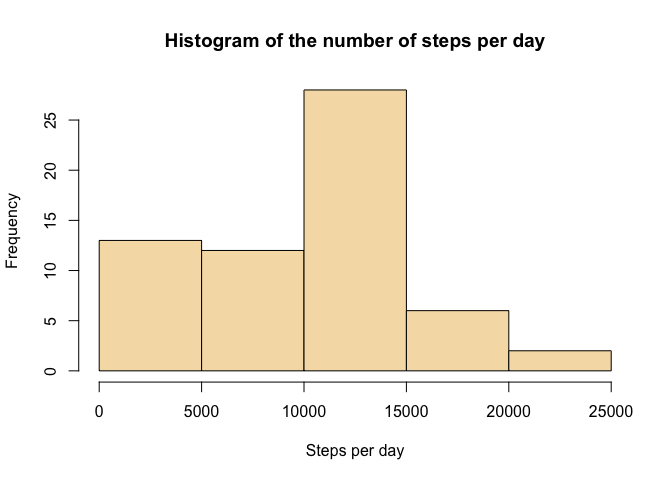 Histogram of the number of steps per day
Frequency
25
20
15
10
5
0
0 5000 10000 15000 20000 25000
Steps per day